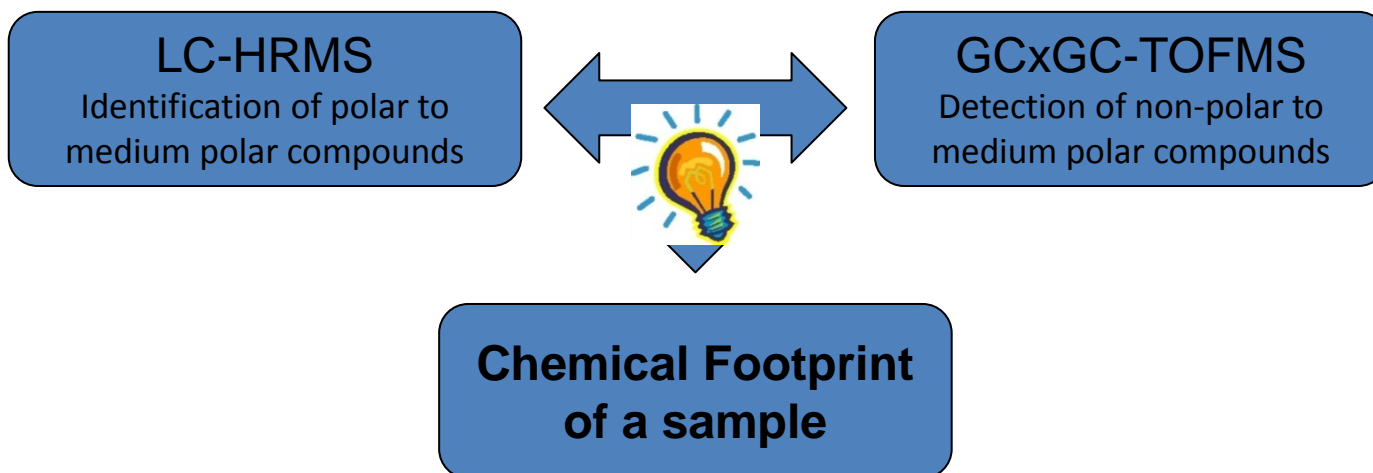 LC-HRMS
Identification of polar to
medium polar compounds
GCxGC-TOFMS
Detection of non-polar to
medium polar compounds
Chemical Footprint
of a sample